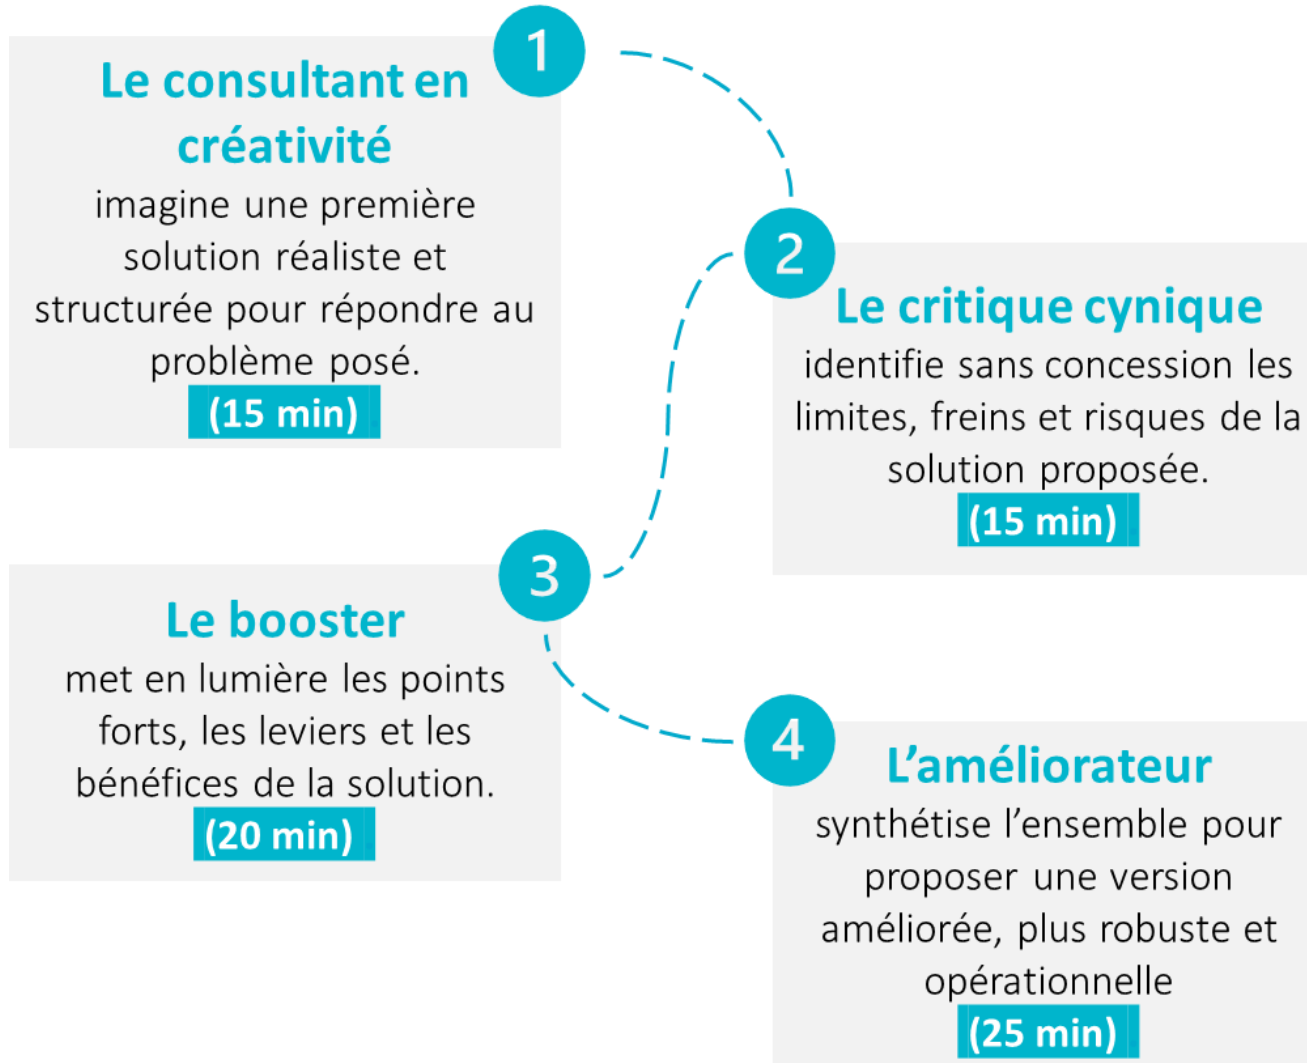 1
Le consultant en
créativité
imagine une première
solution réaliste et
structurée pour répondre au
problème posé.
(15 min)
2
Le critique cynique
identifie sans concession les
limites, freins et risques de la
solution proposée.
(15 min)
3
Le booster
met en lumière les points
forts, les leviers et les
bénéfices de la solution.
(20 min)
4
L’améliorateur
synthétise l’ensemble pour
proposer une version
améliorée, plus robuste et
opérationnelle
(25 min)